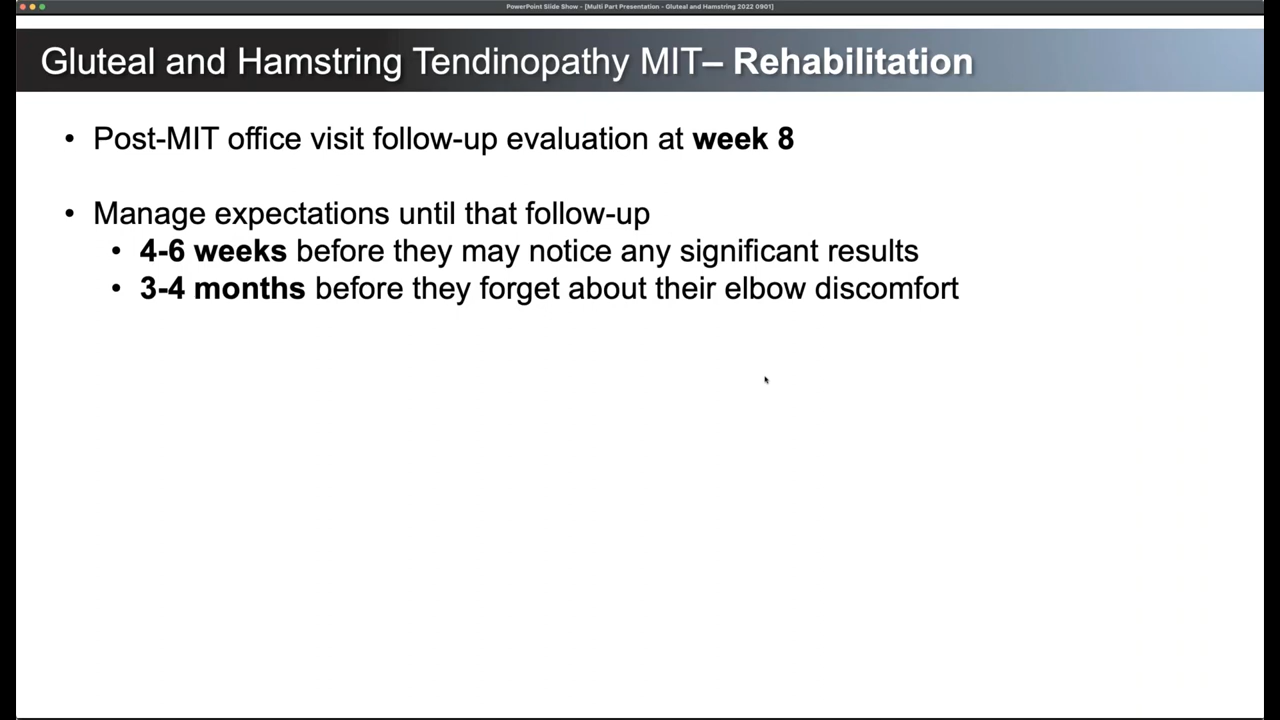 PowerPoint Slide Show - [Multi Part Presentation - Gluteal and Hamstring 2022 0901]
Gluteal and Hamstring Tendinopathy MIT– Rehabilitation
• Post-MIT office visit follow-up evaluation at week 8
• Manage expectations until that follow-up
• 4-6 weeks before they may notice any significant results
• 3-4 months before they forget about their elbow discomfort